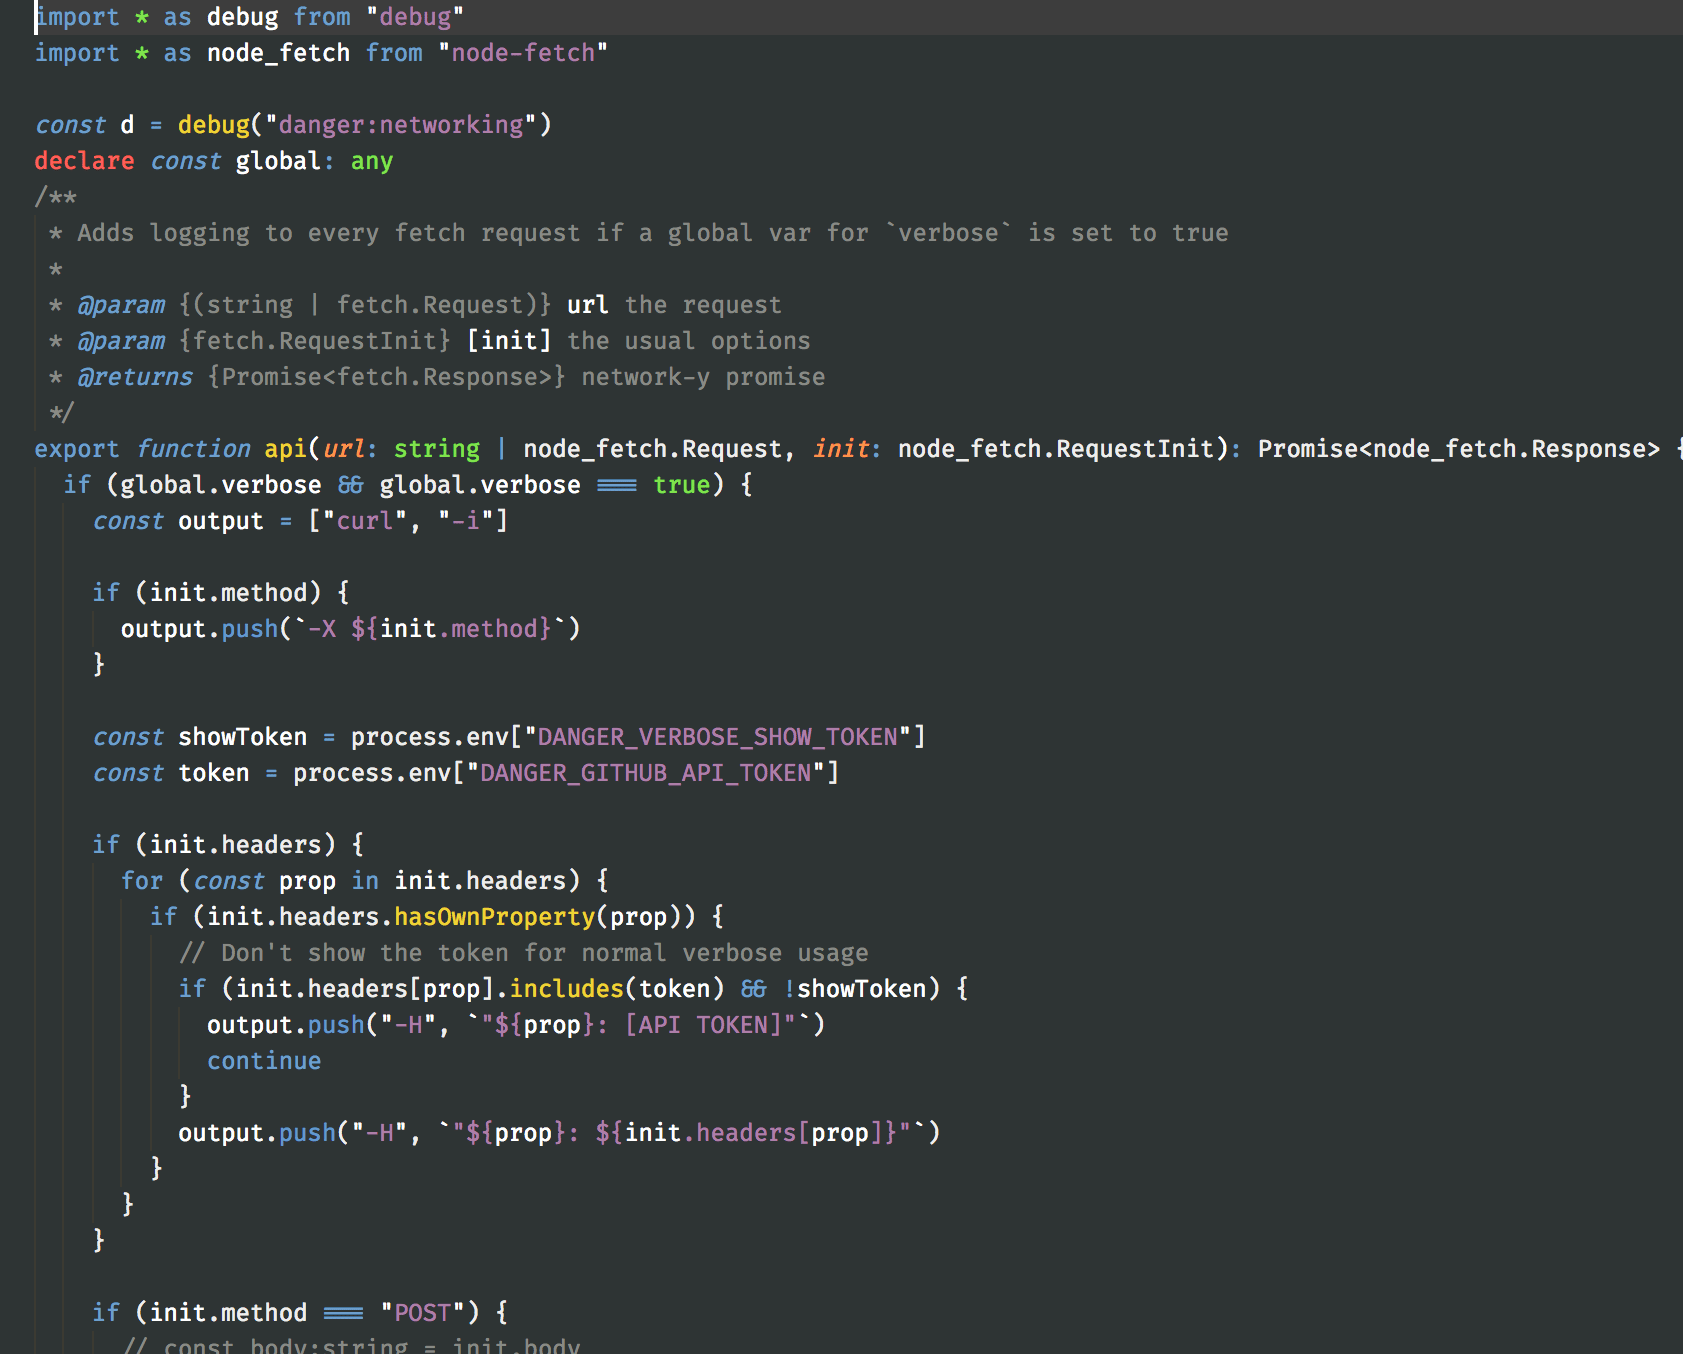 import * as debug from "debug"
import * as node_fetch from "node-fetch"

const d = debug("danger:networking")
declare const global: any
/**
 * Adds logging to every fetch request if a global var for `verbose` is set to true
 *
 * @param {(string | fetch.Request)} url the request
 * @param {fetch.RequestInit} [init] the usual options
 * @returns {Promise<fetch.Response>} network-y promise
 */
export function api(url: string | node_fetch.Request, init: node_fetch.RequestInit): Promise<node_fetch.Response> {
  if (global.verbose && global.verbose === true) {
    const output = ["curl", "-i"]

    if (init.method) {
      output.push(`-X ${init.method}`)
    }

    const showToken = process.env["DANGER_VERBOSE_SHOW_TOKEN"]
    const token = process.env["DANGER_GITHUB_API_TOKEN"]

    if (init.headers) {
      for (const prop in init.headers) {
        if (init.headers.hasOwnProperty(prop)) {
          // Don't show the token for normal verbose usage
          if (init.headers[prop].includes(token) && !showToken) {
            output.push("-H", `"${prop}: [API TOKEN]"`)
            continue
          }
          output.push("-H", `"${prop}: ${init.headers[prop]}"`)
        }
      }
    }

    if (init.method === "POST") {
      // const body:string = init.body